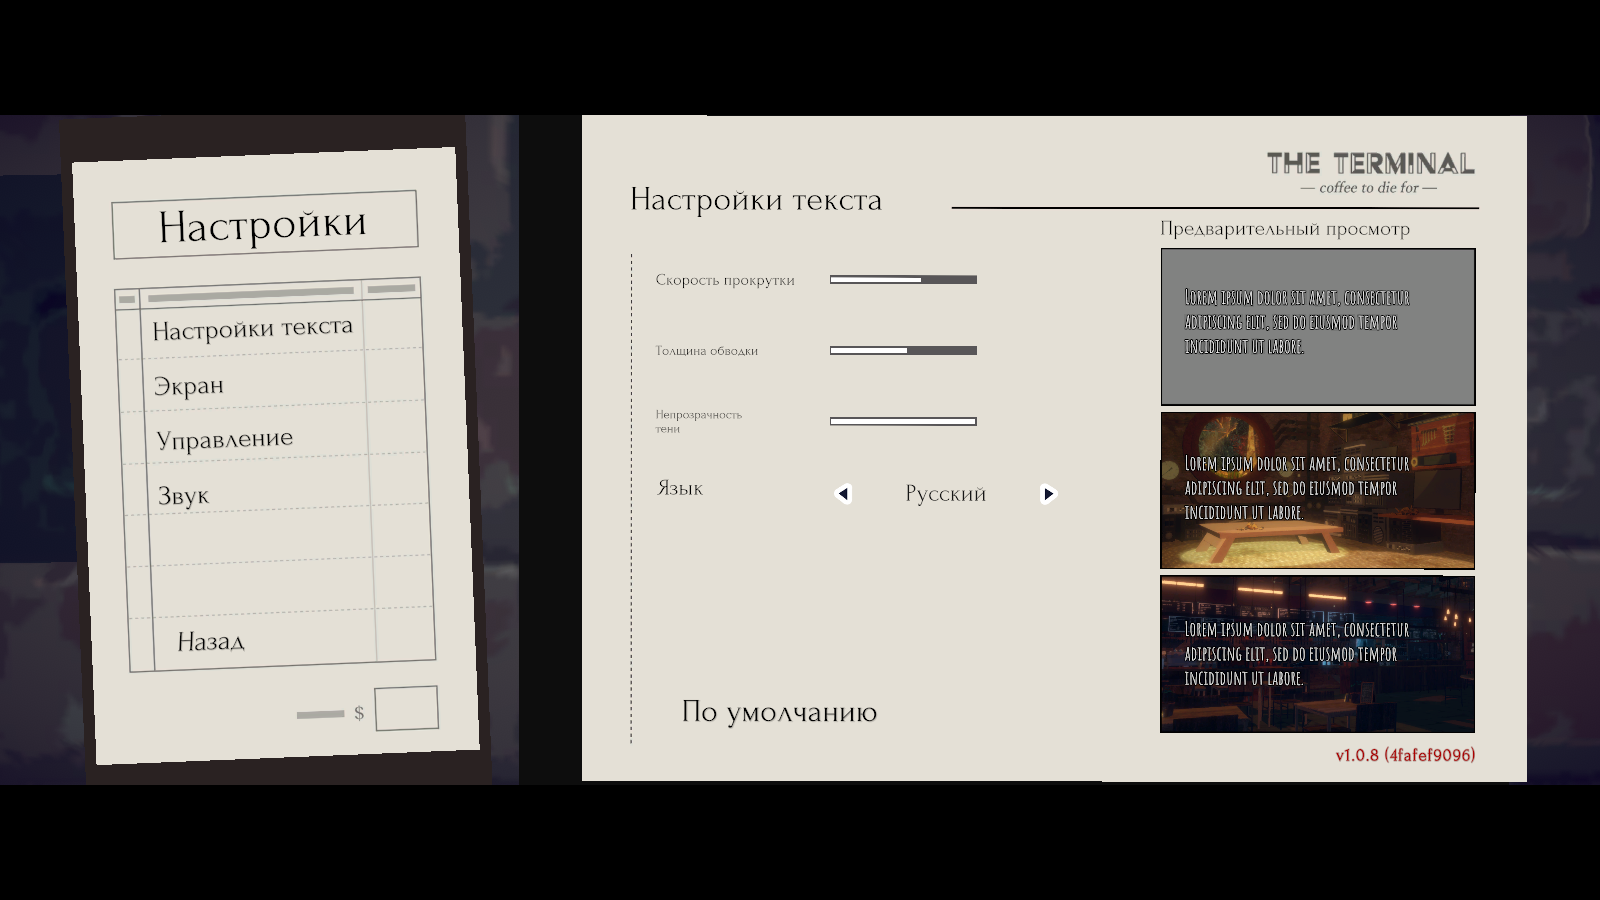 Настройки
Настройки текста
Экран
Управление
Звук
Назад
$
THE TERMINAL
— coffee to die for —
Настройки текста
Предварительный просмотр
Скорость прокрутки
Толщина обводки
Непрозрачность
тени
Язык
Русский
По умолчанию
Lorem ipsum dolor sit amet, consectetur
adipiscing elit, sed do eiusmod tempor
incididunt ut labore.
Lorem ipsum dolor sit amet, consectetur
adipiscing elit, sed do eiusmod tempor
incididunt ut labore.
Lorem ipsum dolor sit amet, consectetur
adipiscing elit, sed do eiusmod tempor
incididunt ut labore.
v1.0.8 (4fafef9096)